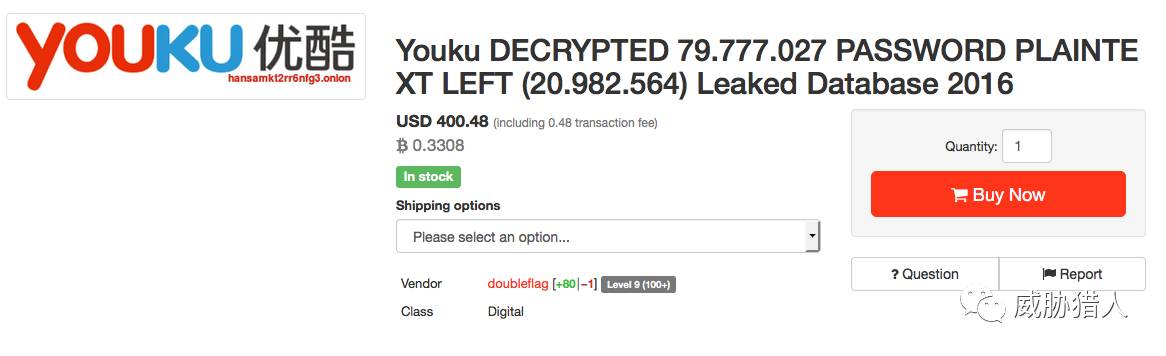 YOUKU 优酷
hansamkt2rr6nfg3.onion
Youku DECRYPTED 79.777.027 PASSWORD PLAINTE
XT LEFT (20.982.564) Leaked Database 2016
USD 400.48 (including 0.48 transaction fee)
฿ 0.3308
In stock
Shipping options
Please select an option...
Vendor doubleflag [+80|−1] Level 9 (100+)
Class Digital
Quantity: 1
Buy Now
? Question Report
威胁猎人